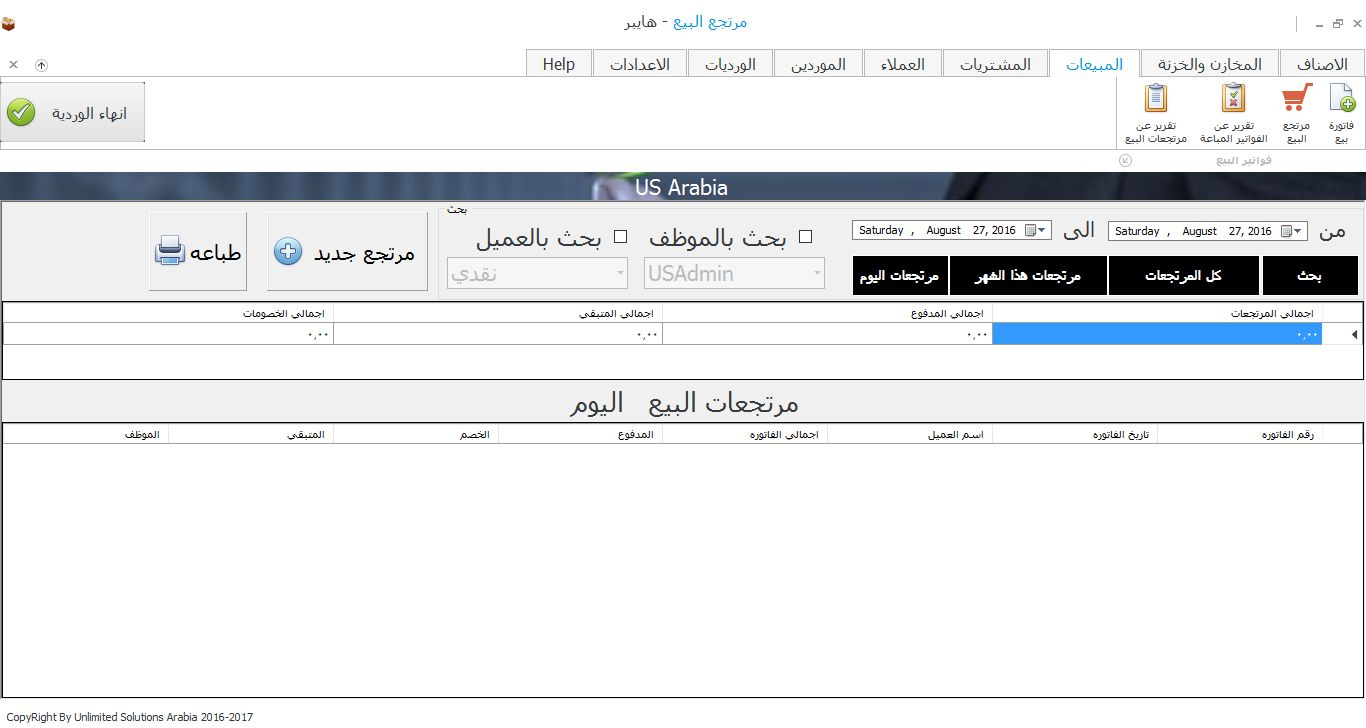 مرتجع البيع - هايبر
الاصناف
المخازن والخزنة
المبيعات
المشتريات
العملاء
الموردين
الورديات
الاعدادات
Help
فاتورة
بيع
مرتجع
البيع
تقرير عن
الفواتير المباعة
تقرير عن
مرتجعات البيع
انهاء الوردية
فواتير البيع
US Arabia
من
Saturday , August 27, 2016
الى
Saturday , August 27, 2016
بحث
كل المرتجعات
مرتجعات هذا الشهر
مرتجعات اليوم
بحث
بحث بالموظف
بحث بالعميل
USAdmin
نقدي
مرتجع جديد
طباعه
اجمالي المرتجعات
اجمالي المدفوع
اجمالي المتبقي
اجمالي الخصومات
٠,٠٠
٠,٠٠
٠,٠٠
٠,٠٠
مرتجعات البيع اليوم
رقم الفاتوره
تاريخ الفاتوره
اسم العميل
اجمالي الفاتوره
المدفوع
الخصم
المتبقي
الموظف
CopyRight By Unlimited Solutions Arabia 2016-2017